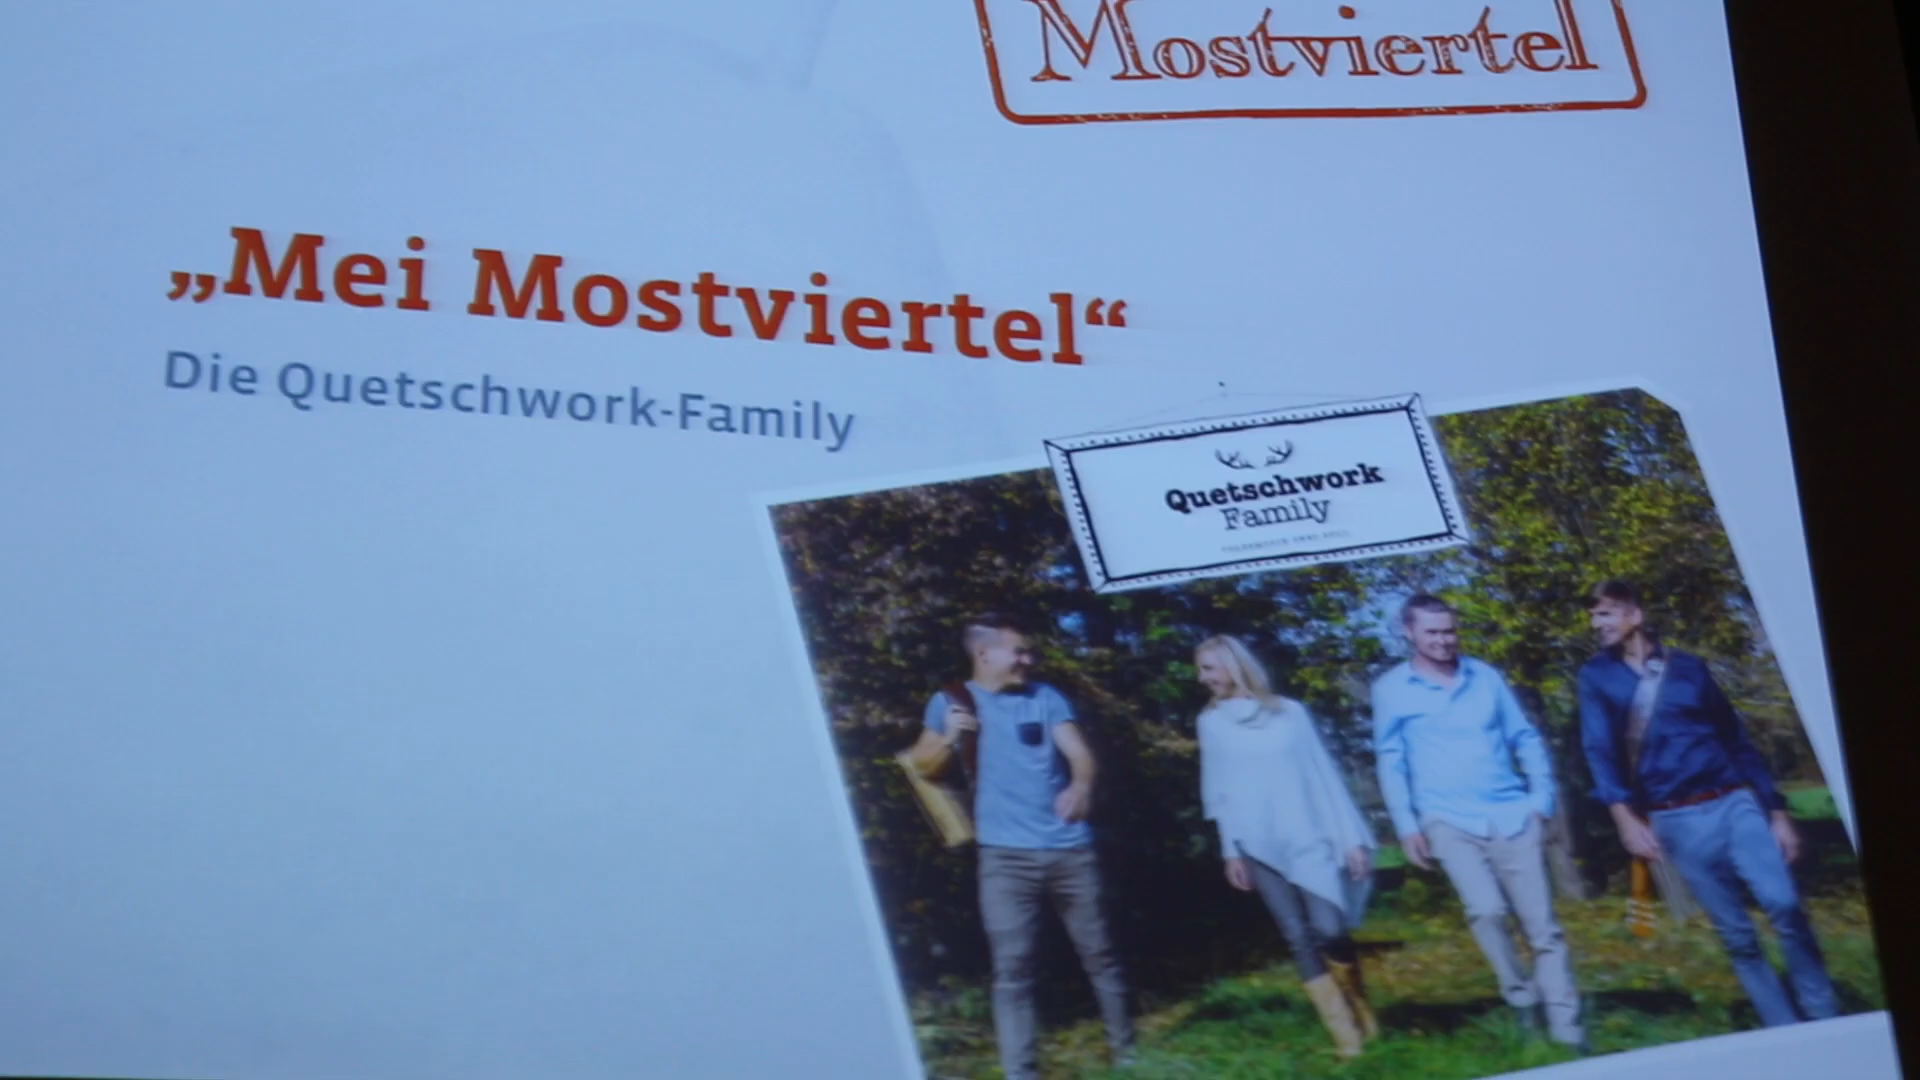 Mostviertel
„Mei Mostviertel“
Die Quetschwork-Family
Quetschwork
Family